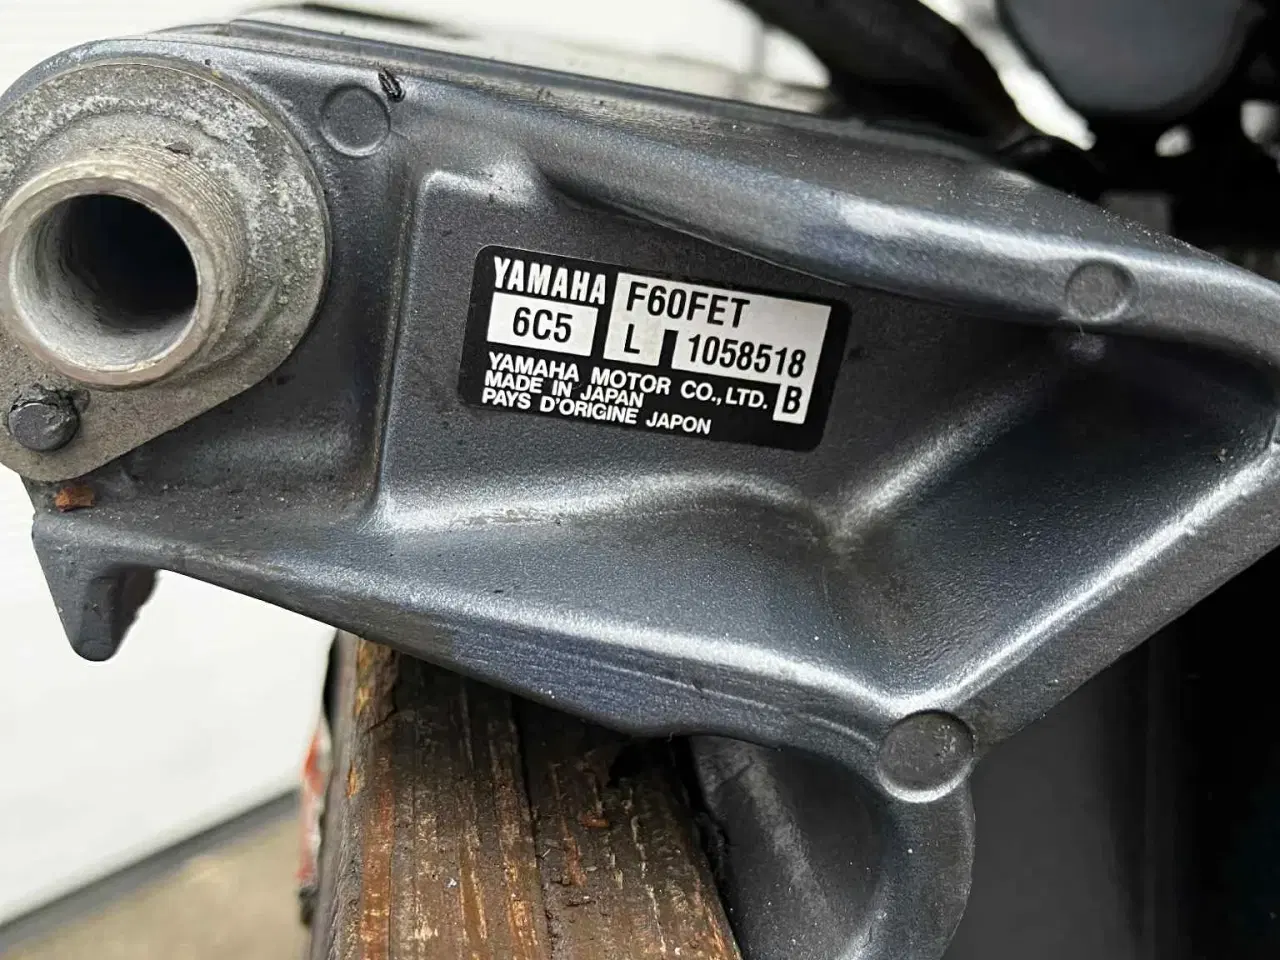 YAMAHA F60FET
6C5 L 1058518
YAMAHA MOTOR CO., LTD. B
MADE IN JAPAN
PAYS D'ORIGINE JAPON